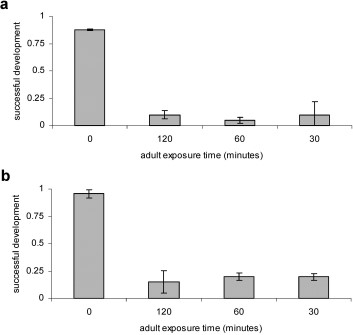 a
successful development
1
0.75
0.5
0.25
0
0 120 60 30
adult exposure time (minutes)
b
successful development
1
0.75
0.5
0.25
0
0 120 60 30
adult exposure time (minutes)